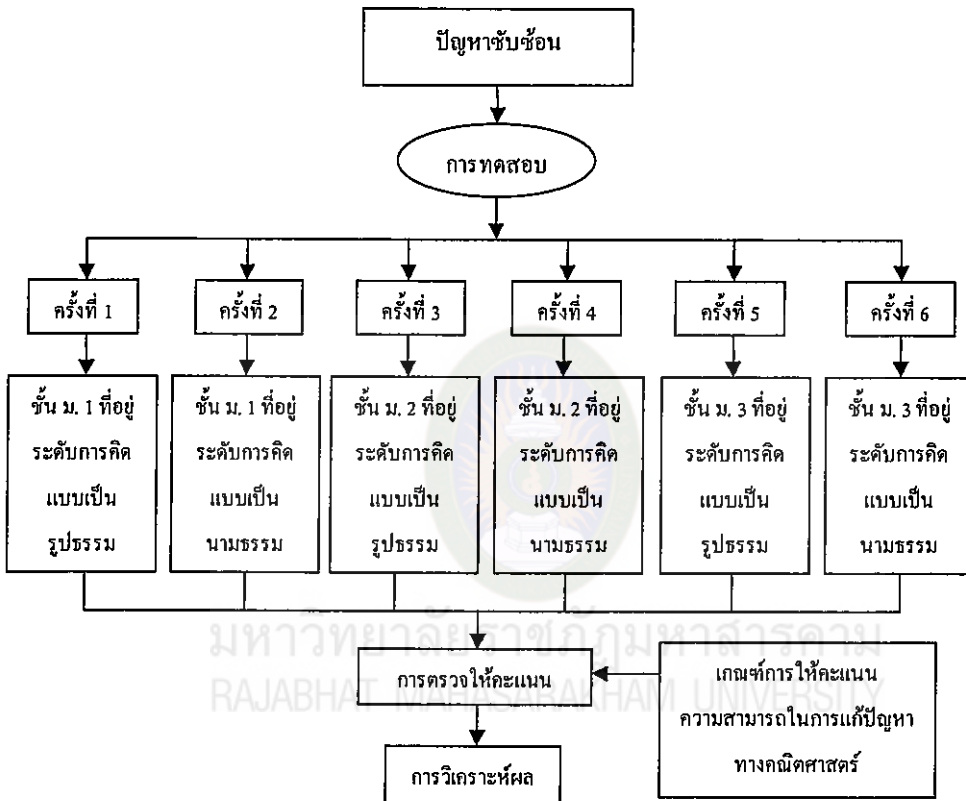 ปัญหาซับซ้อน
การทดสอบ
ครั้งที่ 1
ครั้งที่ 2
ครั้งที่ 3
ครั้งที่ 4
ครั้งที่ 5
ครั้งที่ 6
ชั้น ม. 1 ที่อยู่
ระดับการคิด
แบบเป็น
รูปธรรม
ชั้น ม. 1 ที่อยู่
ระดับการคิด
แบบเป็น
นามธรรม
ชั้น ม. 2 ที่อยู่
ระดับการคิด
แบบเป็น
รูปธรรม
ชั้น ม. 2 ที่อยู่
ระดับการคิด
แบบเป็น
นามธรรม
ชั้น ม. 3 ที่อยู่
ระดับการคิด
แบบเป็น
รูปธรรม
ชั้น ม. 3 ที่อยู่
ระดับการคิด
แบบเป็น
นามธรรม
มหาวิทยาลัยราชภัฏมหาสารคาม
RAJABHAT MAHASARAKHAM UNIVERSITY
การตรวจให้คะแนน
เกณฑ์การให้คะแนน
ความสามารถในการแก้ปัญหา
ทางคณิตศาสตร์
การวิเคราะห์ผล